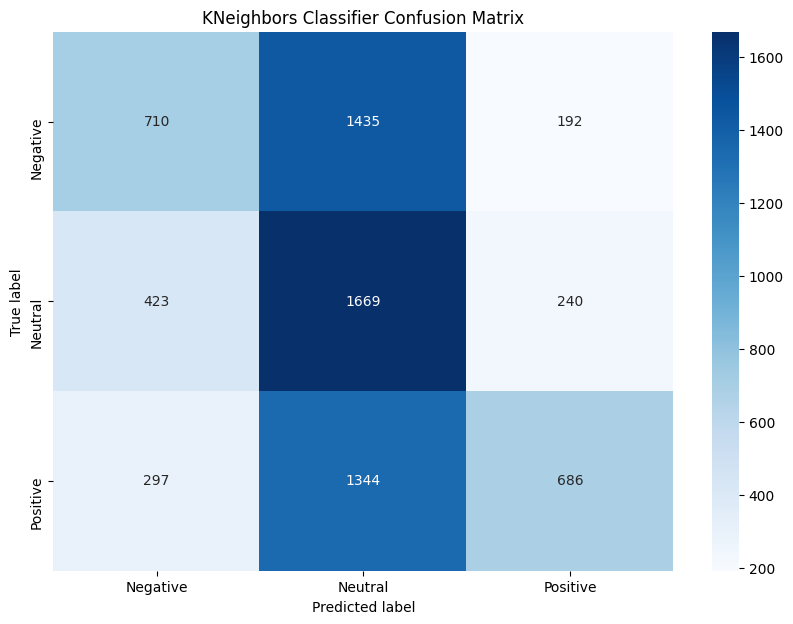 KNeighbors Classifier Confusion Matrix
True label
Negative
Neutral
Positive
710 1435 192
423 1669 240
297 1344 686
Negative Neutral Positive
Predicted label
1600
1400
1200
1000
800
600
400
200